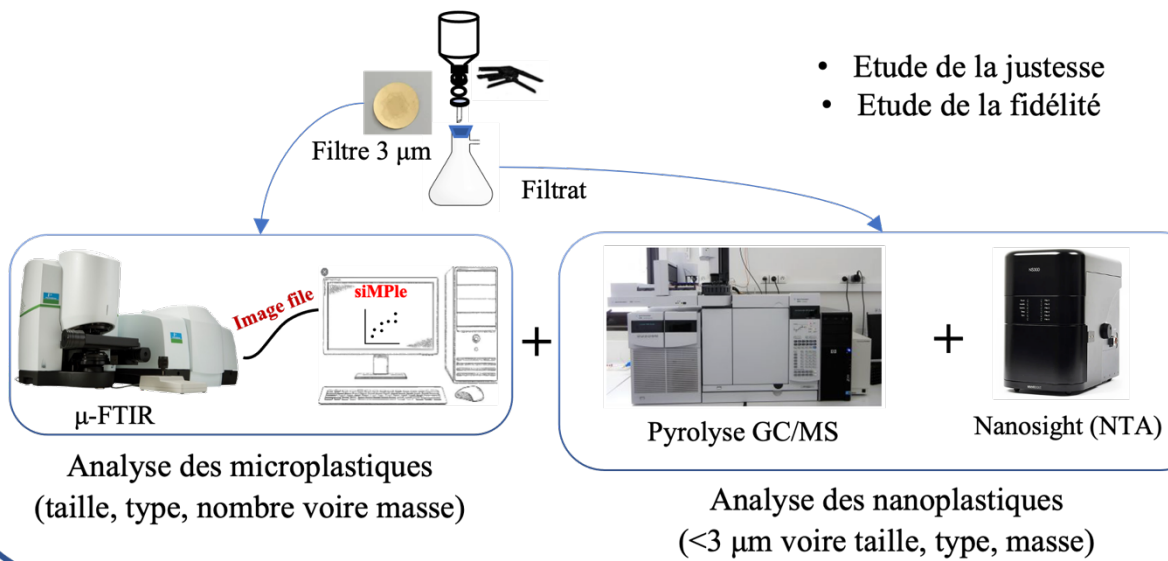 • Etude de la justesse
• Etude de la fidélité
Filtre 3 μm
Filtrat
Image file
siMPle
μ-FTIR
+
Pyrolyse GC/MS
+
Nanosight (NTA)
Analyse des microplastiques
(taille, type, nombre voire masse)
Analyse des nanoplastiques
(<3 μm voire taille, type, masse)